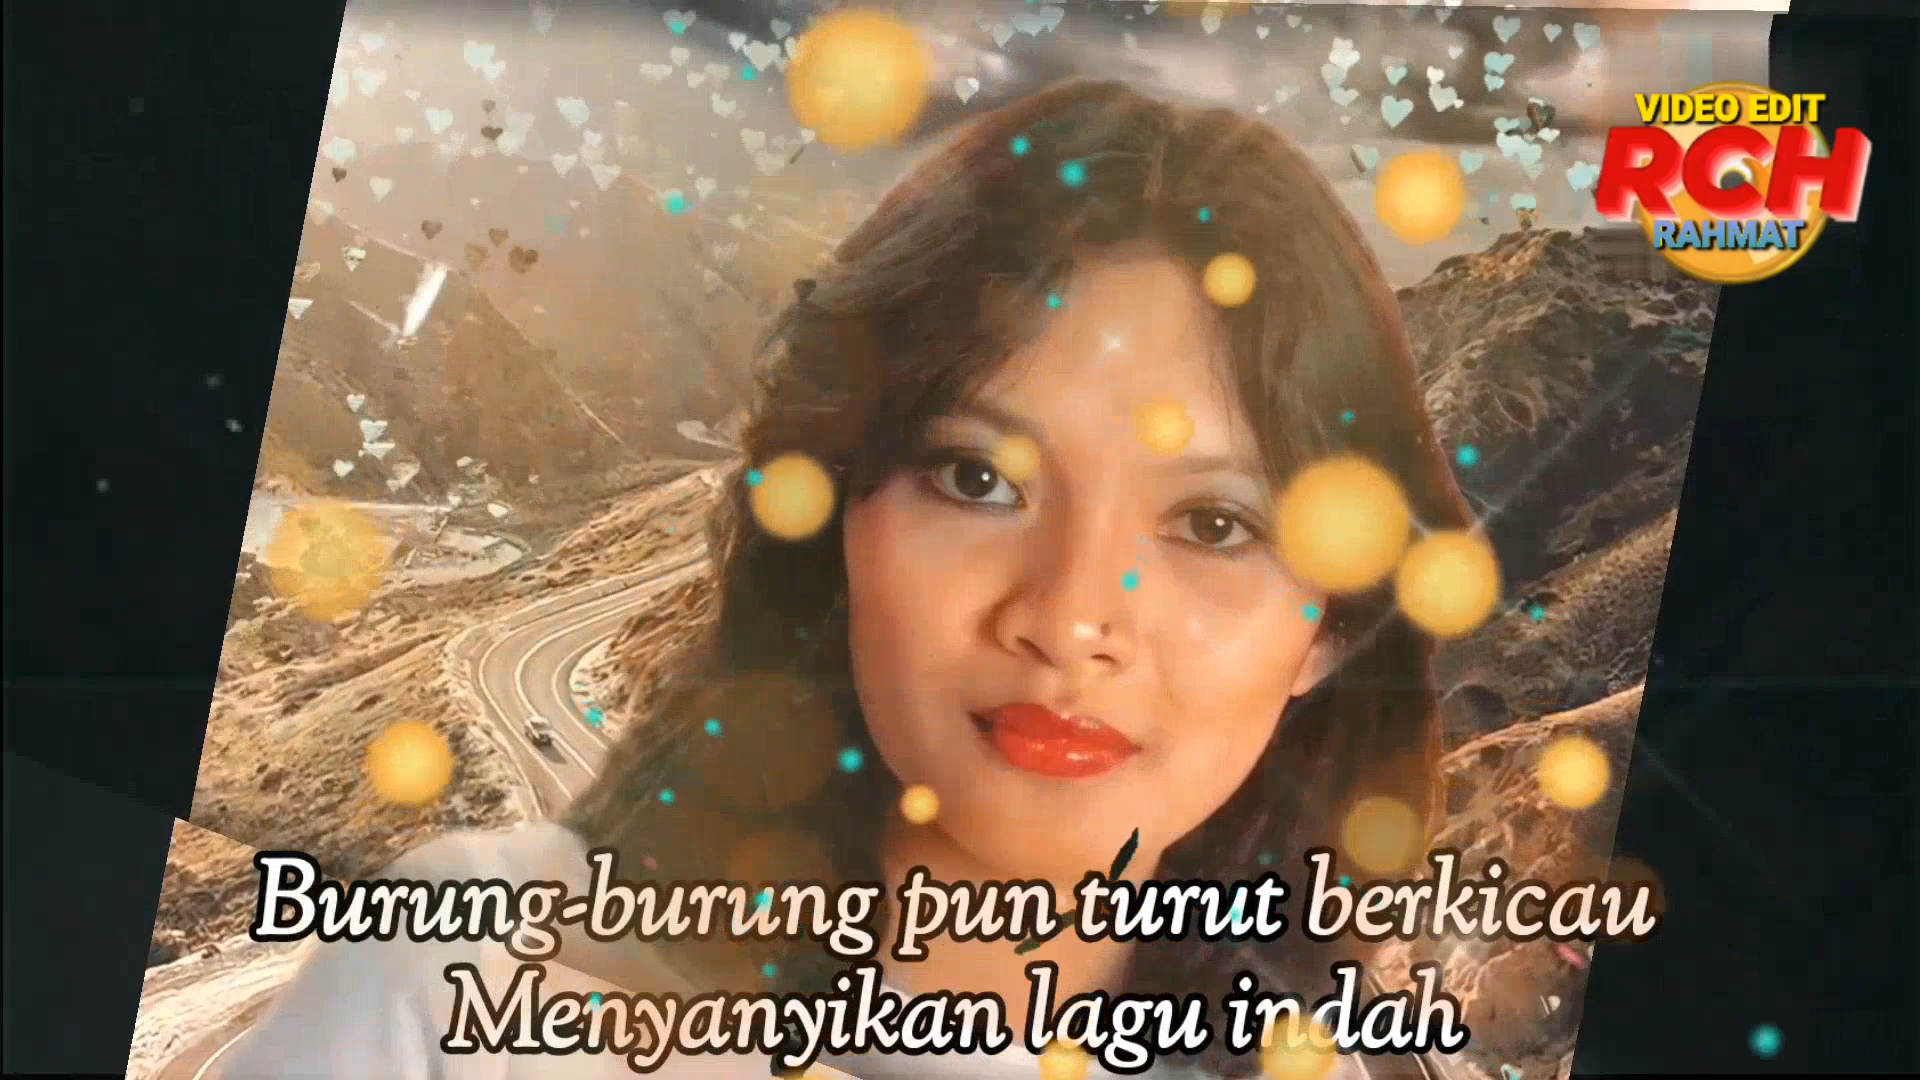 VIDEO EDIT
RCH
RAHMAT
Burung-burung pun turut berkicau
Menyanyikan lagu indah